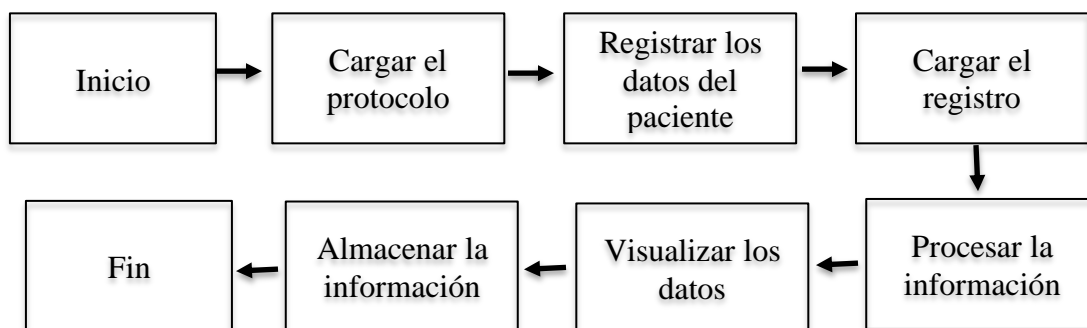 Inicio
Cargar el
protocolo
Registrar los
datos del
paciente
Cargar el
registro
Procesar la
información
Visualizar los
datos
Almacenar la
información
Fin